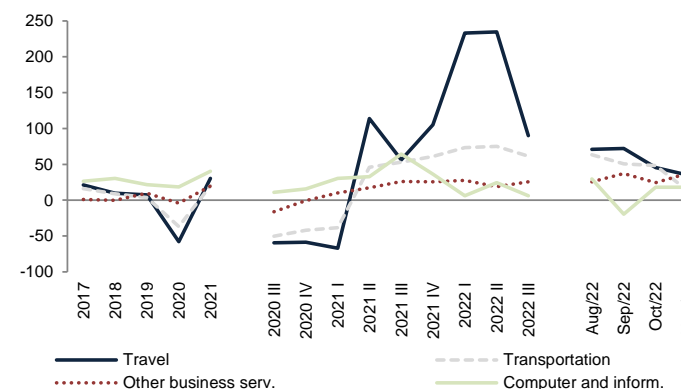 250
200
150
100
50
0
-50
-100
2017
2018
2019
2020
2021
2020 III
2020 IV
2021 I
2021 II
2021 III
2021 IV
2022 I
2022 II
2022 III
Aug/22
Sep/22
Oct/22
Travel
Transportation
Other business serv.
Computer and inform.